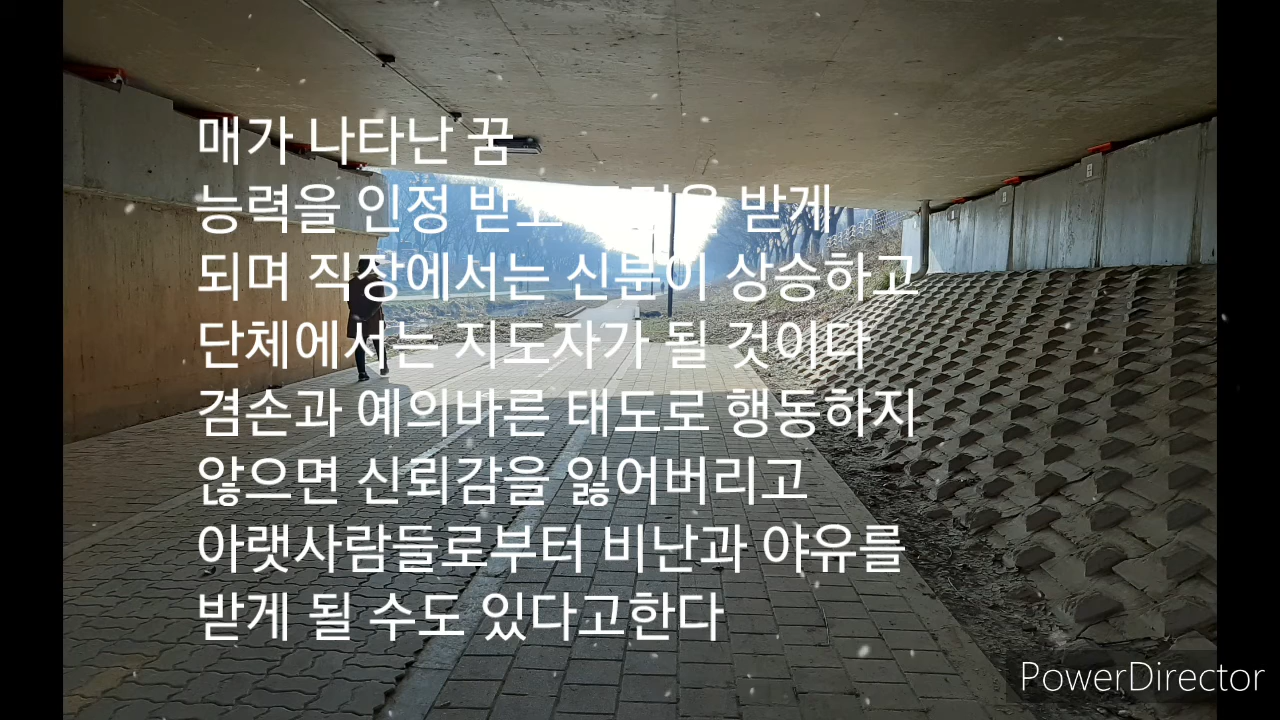 매가 나타난 꿈
능력을 인정 받고 받게
되며 직장에서는 신분이 상승하고
단체에서는 지도자가 될 것이다
겸손과 예의바른 태도로 행동하지
않으면 신뢰감을 잃어버리고
아랫사람들로부터 비난과 야유를
받게 될 수도 있다고한다
PowerDirector